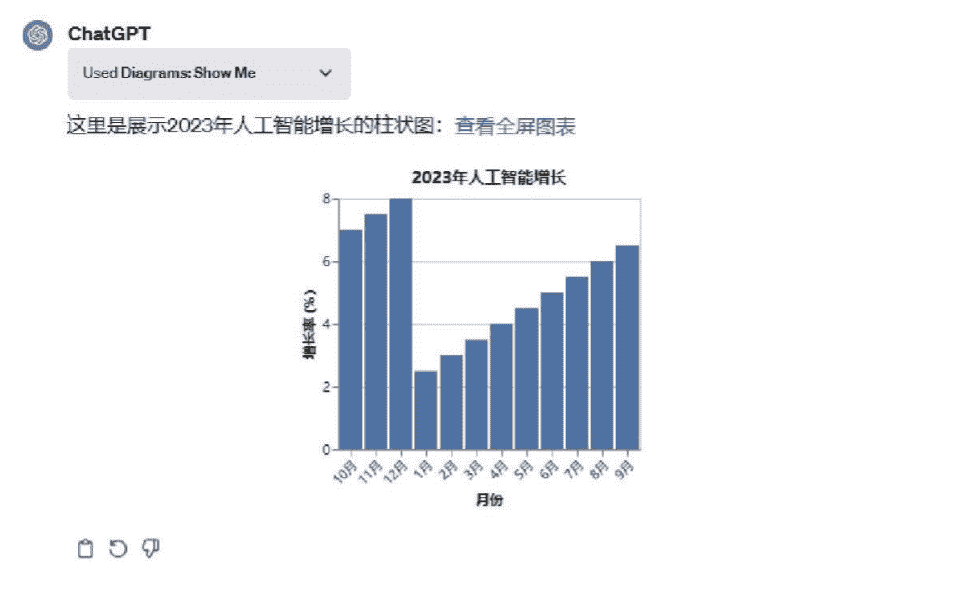 ChatGPT
Used Diagrams: Show Me
这里是展示2023年人工智能增长的柱状图：查看全屏图表
2023年人工智能增长
8
6
4
2
0
增长率 (%)
10月 11月 12月 1月 2月 3月 4月 5月 6月 7月 8月 9月
月份